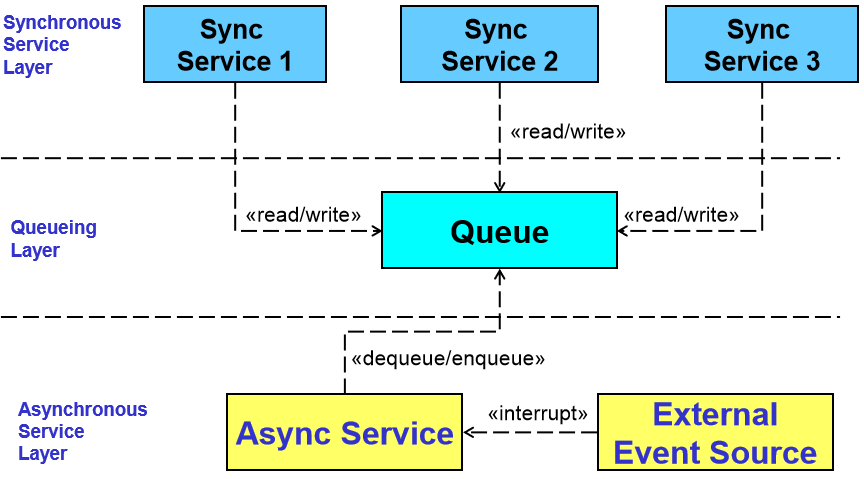 Synchronous
Service
Layer
Sync
Service 1
Sync
Service 2
Sync
Service 3
«read/write»
Queueing
Layer
«read/write»
Queue
«read/write»
«dequeue/enqueue»
Asynchronous
Service
Layer
Async Service
«interrupt»
External
Event Source